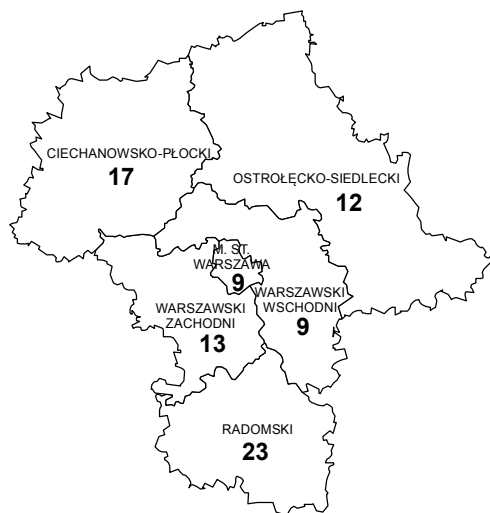 CIECHANOWSKO-PŁOCKI
17
OSTROŁĘCKO-SIEDLECKI
12
M. ST.
WARSZAWA
9
WARSZAWSKI
WSCHODNI
9
WARSZAWSKI
ZACHODNI
13
RADOMSKI
23